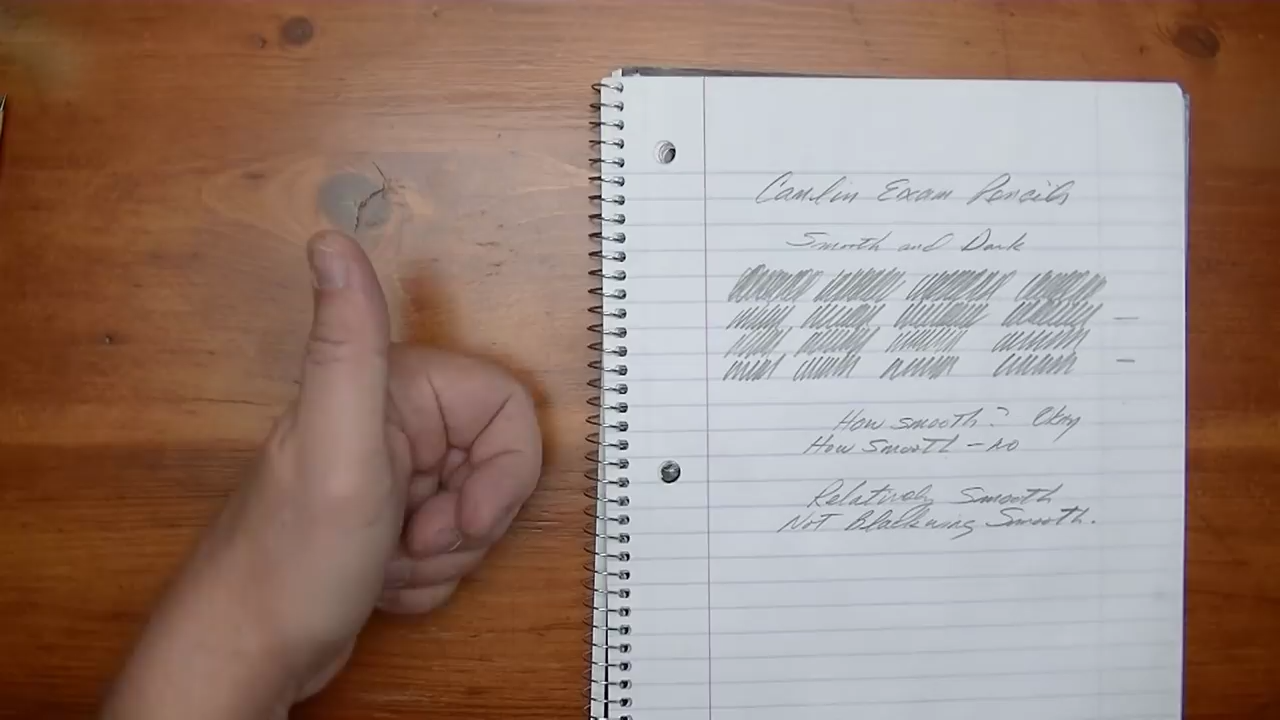 Camlin Exam Pencils
Smooth and Dark
How smooth? Okay
How Smooth - NO
Relatively Smooth
Not Blackwing Smooth.